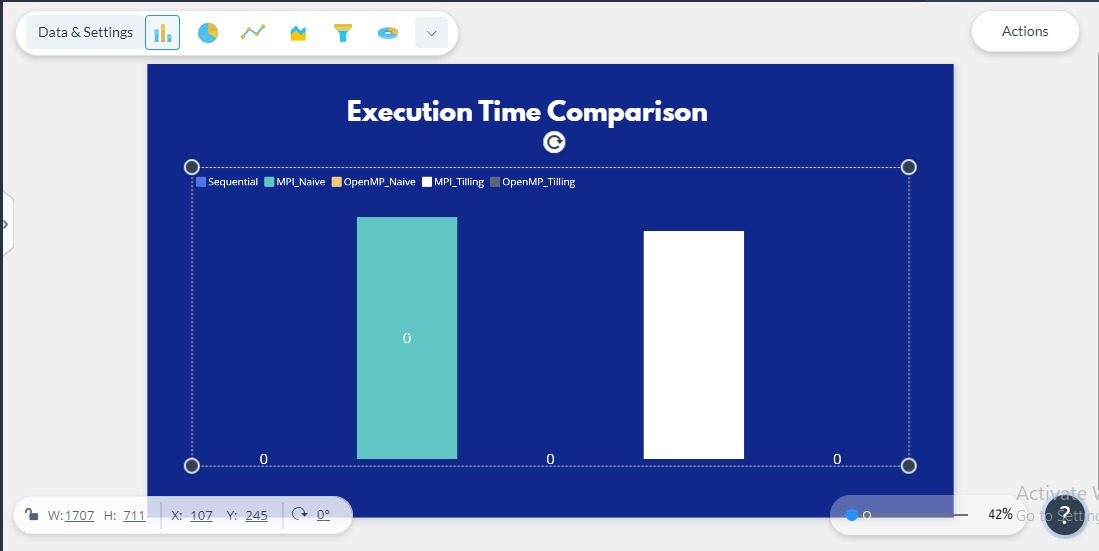 Data & Settings
Actions
Execution Time Comparison
Sequential MPI_Naive OpenMP_Naive MPI_Tilling OpenMP_Tilling
0
0 0 0
W: 1707 H: 711 X: 107 Y: 245 0°
42%
Activate
Go to Setting
?